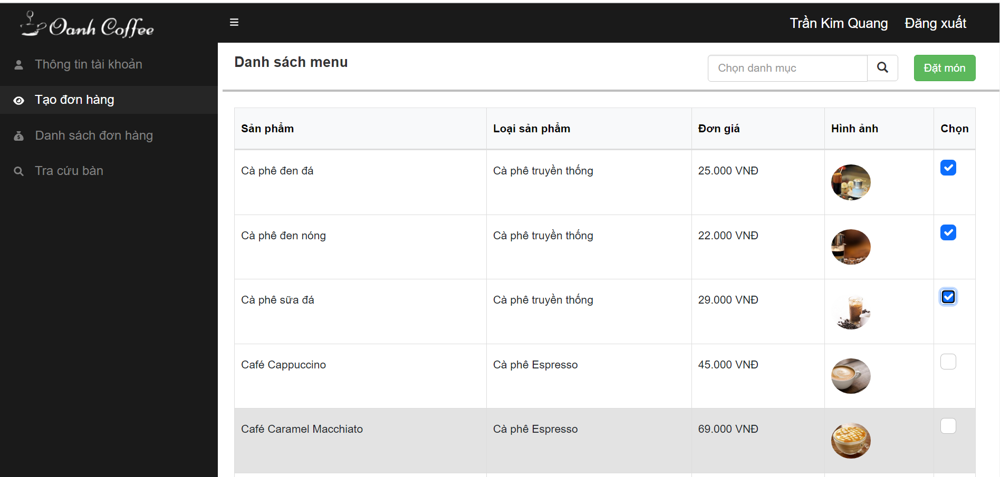 Oanh Coffee
Trần Kim Quang
Đăng xuất
Thông tin tài khoản
Tạo đơn hàng
Danh sách đơn hàng
Tra cứu bàn
Danh sách menu
Chọn danh mục
Đặt món
Sản phẩm
Loại sản phẩm
Đơn giá
Hình ảnh
Chọn
Cà phê đen đá
Cà phê truyền thống
25.000 VNĐ
Cà phê đen nóng
Cà phê truyền thống
22.000 VNĐ
Cà phê sữa đá
Cà phê truyền thống
29.000 VNĐ
Café Cappuccino
Cà phê Espresso
45.000 VNĐ
Café Caramel Macchiato
Cà phê Espresso
69.000 VNĐ